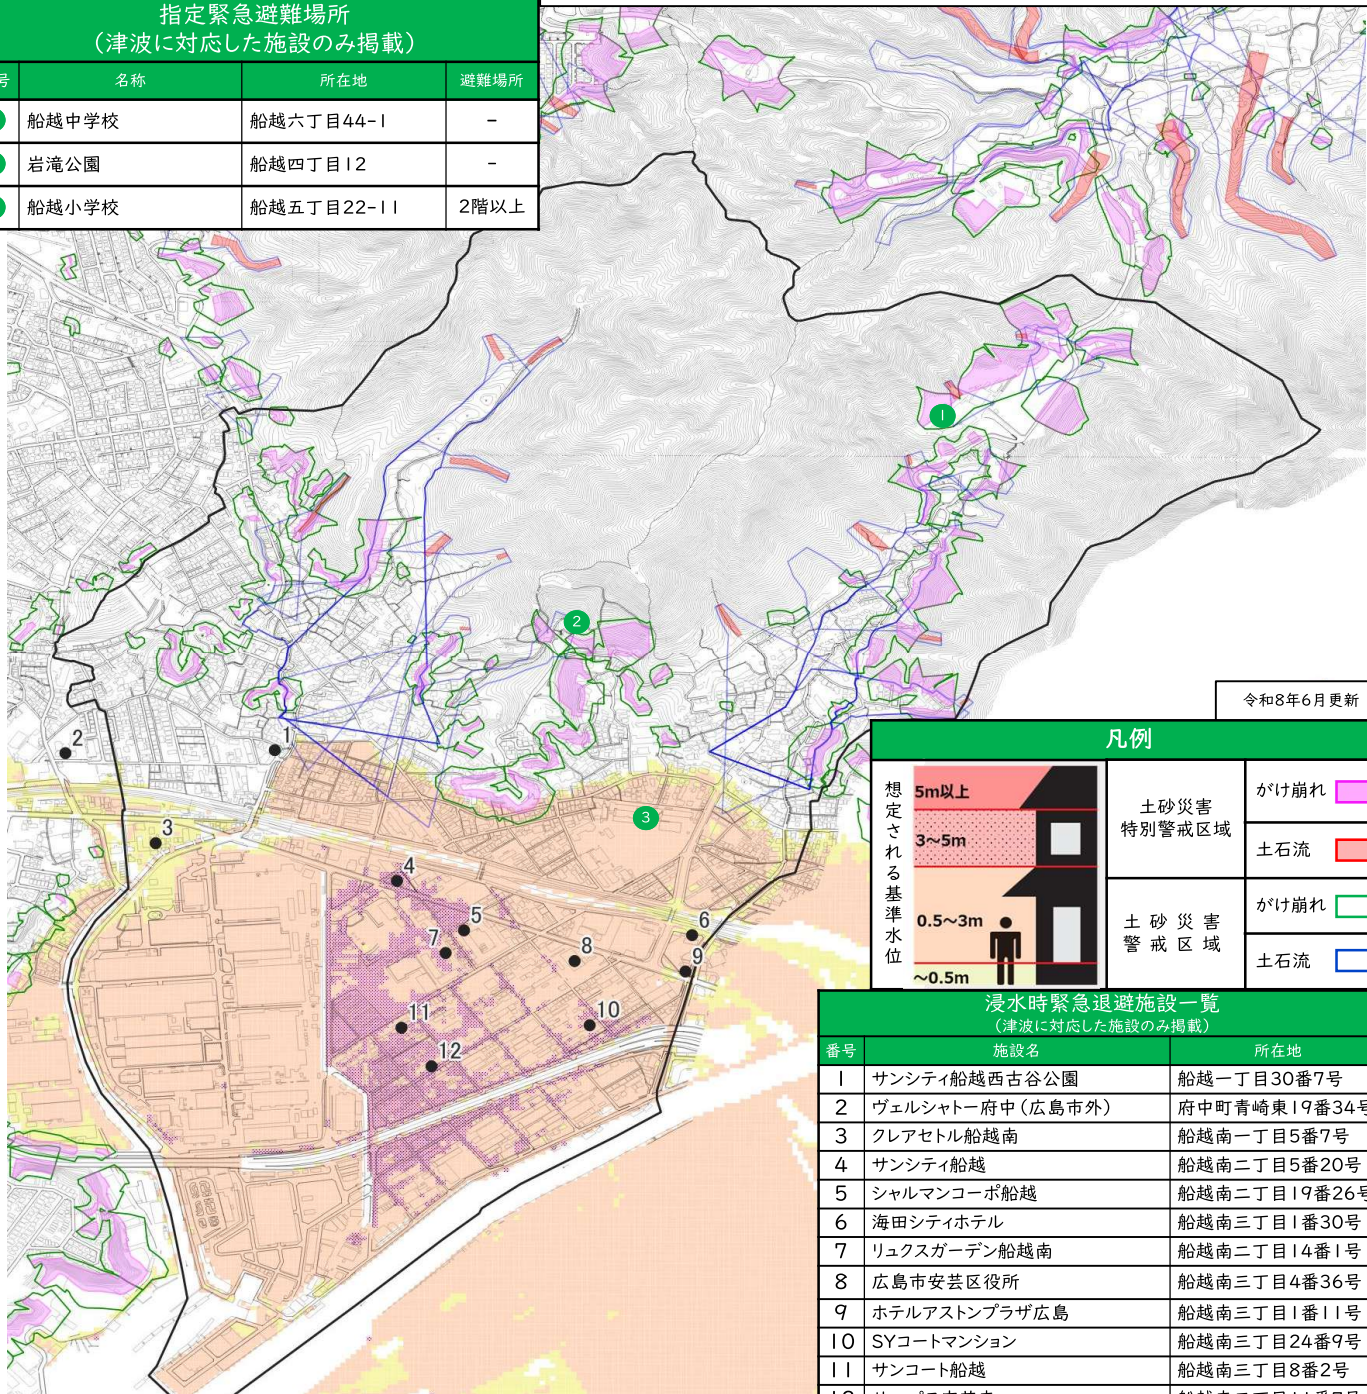 指定緊急避難場所
（津波に対応した施設のみ掲載）
号 名称 所在地 避難場所
船越中学校 船越六丁目44-1 -
岩滝公園 船越四丁目12 -
船越小学校 船越五丁目22-11 2階以上
1
2
3
2
1
3
4
5
6
7
8
9
10
11
12
令和8年6月更新
凡例
想定される基準水位
5m以上
3～5m
0.5～3m
～0.5m
土砂災害
特別警戒区域
がけ崩れ
土石流
土砂災害
警戒区域
がけ崩れ
土石流
浸水時緊急退避施設一覧
（津波に対応した施設のみ掲載）
番号 施設名 所在地
1 サンシティ船越西古谷公園 船越一丁目30番7号
2 ヴェルシャトー府中（広島市外） 府中町青崎東19番34号
3 クレアセトル船越南 船越南一丁目5番7号
4 サンシティ船越 船越南二丁目5番20号
5 シャルマンコーポ船越 船越南二丁目19番26号
6 海田シティホテル 船越南三丁目1番30号
7 リュクスガーデン船越南 船越南二丁目14番1号
8 広島市安芸区役所 船越南三丁目4番36号
9 ホテルアストンプラザ広島 船越南三丁目1番11号
10 SYコートマンション 船越南三丁目24番9号
11 サンコート船越 船越南三丁目8番2号